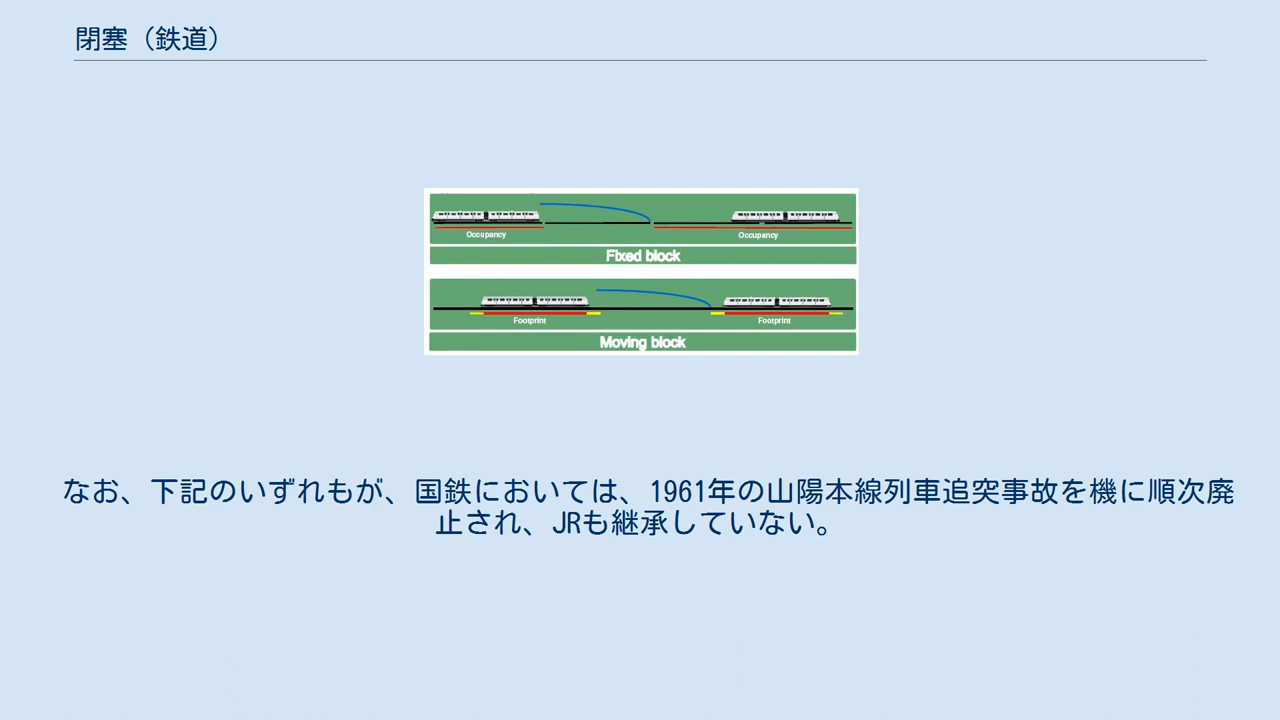 閉塞（鉄道）
Occupancy
Occupancy
Fixed block
Footprint
Footprint
Moving block
なお、下記のいずれもが、国鉄においては、1961年の山陽本線列車追突事故を機に順次廃
止され、JRも継承していない。